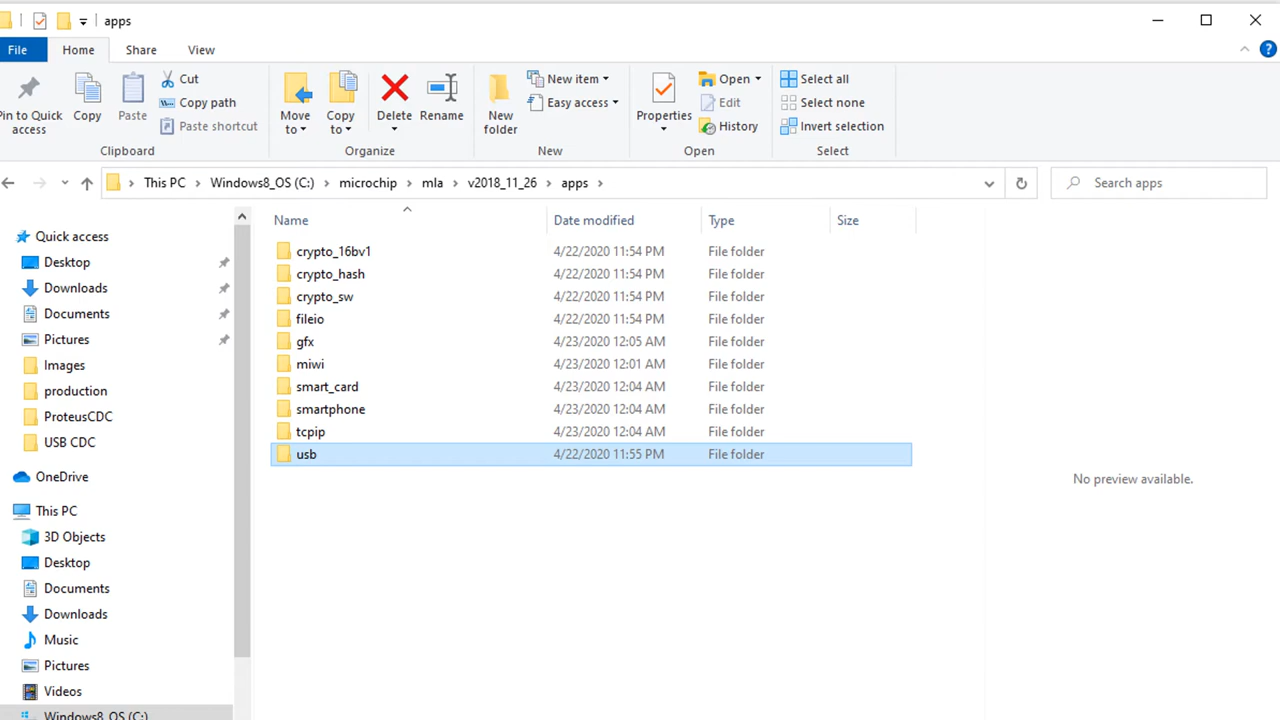 apps
File Home Share View
Pin to Quick access
Copy
Paste
Cut
Copy path
Paste shortcut
Clipboard
Move to
Copy to
Delete
Rename
Organize
New folder
New item
Easy access
New
Properties
Open
Edit
History
Open
Select all
Select none
Invert selection
Select
This PC > Windows8_OS (C:) > microchip > mla > v2018_11_26 > apps >
Search apps
Quick access
Desktop
Downloads
Documents
Pictures
Images
production
ProteusCDC
USB CDC
OneDrive
This PC
3D Objects
Desktop
Documents
Downloads
Music
Pictures
Videos
Windows8_OS (C:)
Name Date modified Type Size
crypto_16bv1 4/22/2020 11:54 PM File folder
crypto_hash 4/22/2020 11:54 PM File folder
crypto_sw 4/22/2020 11:54 PM File folder
fileio 4/22/2020 11:54 PM File folder
gfx 4/23/2020 12:05 AM File folder
miwi 4/23/2020 12:01 AM File folder
smart_card 4/23/2020 12:04 AM File folder
smartphone 4/23/2020 12:04 AM File folder
tcpip 4/23/2020 12:04 AM File folder
usb 4/22/2020 11:55 PM File folder
No preview available.